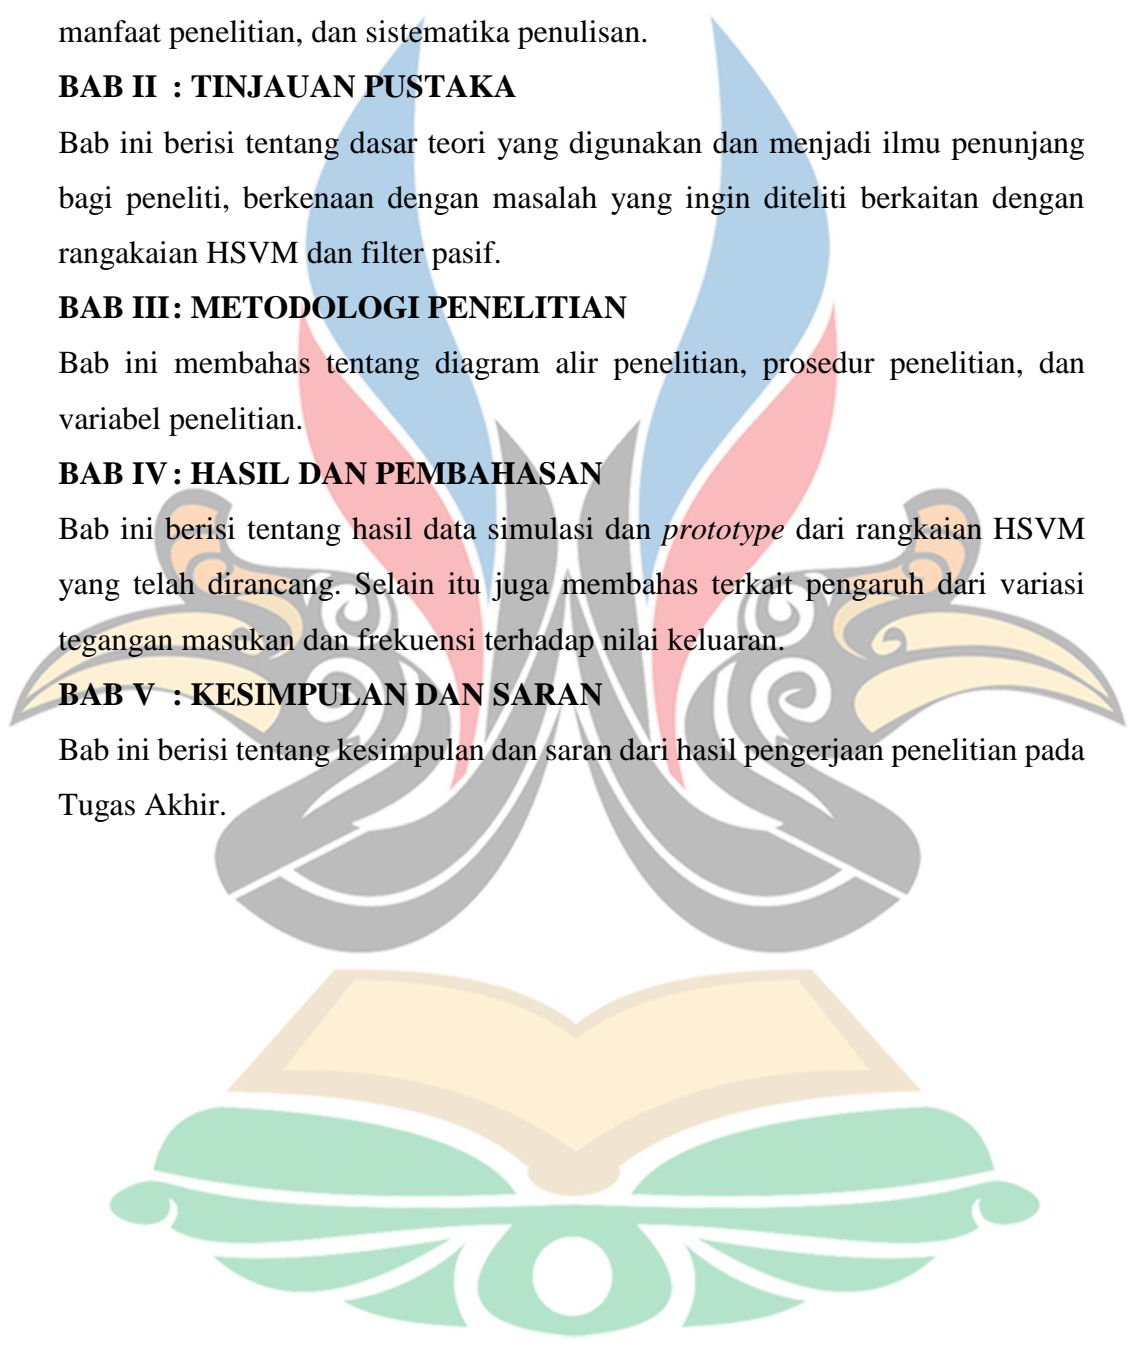 manfaat penelitian, dan sistematika penulisan.
BAB II : TINJAUAN PUSTAKA
Bab ini berisi tentang dasar teori yang digunakan dan menjadi ilmu penunjang
bagi peneliti, berkenaan dengan masalah yang ingin diteliti berkaitan dengan
rangakaian HSVM dan filter pasif.
BAB III : METODOLOGI PENELITIAN
Bab ini membahas tentang diagram alir penelitian, prosedur penelitian, dan
variabel penelitian.
BAB IV : HASIL DAN PEMBAHASAN
Bab ini berisi tentang hasil data simulasi dan prototype dari rangkaian HSVM
yang telah dirancang. Selain itu juga membahas terkait pengaruh dari variasi
tegangan masukan dan frekuensi terhadap nilai keluaran.
BAB V : KESIMPULAN DAN SARAN
Bab ini berisi tentang kesimpulan dan saran dari hasil pengerjaan penelitian pada
Tugas Akhir.